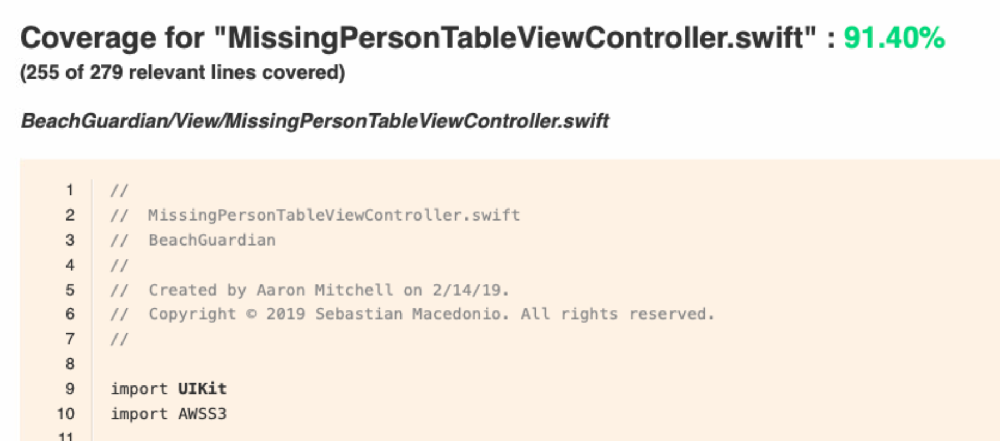 Coverage for "MissingPersonTableViewController.swift" : 91.40%
(255 of 279 relevant lines covered)
BeachGuardian/View/MissingPersonTableViewController.swift
1 //
2 //  MissingPersonTableViewController.swift
3 //  BeachGuardian
4 //
5 //  Created by Aaron Mitchell on 2/14/19.
6 //  Copyright © 2019 Sebastian Macedonio. All rights reserved.
7 //
8
9 import UIKit
10 import AWSS3
11